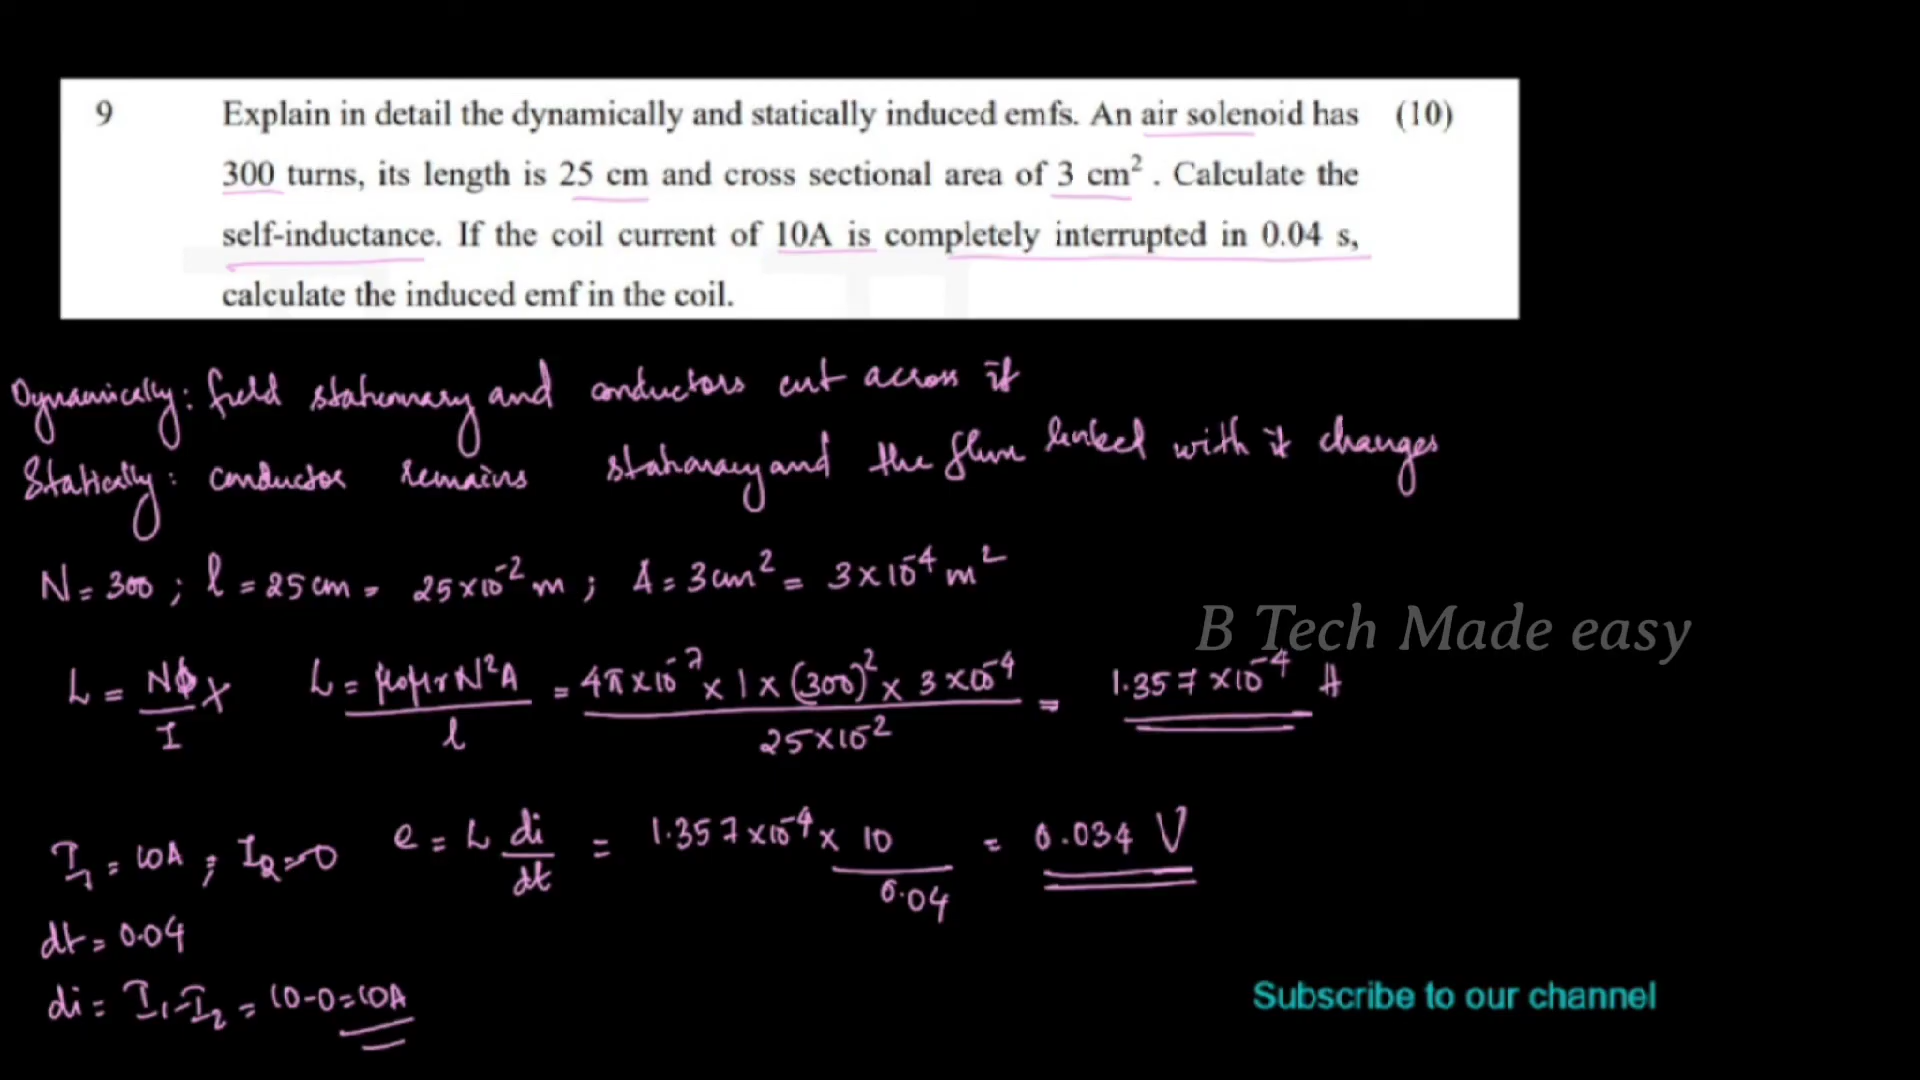 9 Explain in detail the dynamically and statically induced emfs. An air solenoid has (10)
300 turns, its length is 25 cm and cross sectional area of 3 cm². Calculate the
self-inductance. If the coil current of 10A is completely interrupted in 0.04 s,
calculate the induced emf in the coil.
Dynamically: field stationary and conductors cut across it
Statically: conductor remains stationary and the flux linked with it changes
N = 300 ; l = 25 cm = 25×10⁻² m ; A = 3 cm² = 3×10⁻⁴ m²
B Tech Made easy
L = NΦ/I X L = μ₀μr N²A / l = 4π×10⁻⁷ × 1 × (300)² × 3×10⁻⁴ / 25×10⁻² = 1.357 ×10⁻⁴ H
I₁ = 10A ; I₂ = 0 e = L di/dt = 1.357×10⁻⁴ × 10 / 0.04 = 0.034 V
dt = 0.04
di = I₁-I₂ = 10-0 = 10A
Subscribe to our channel